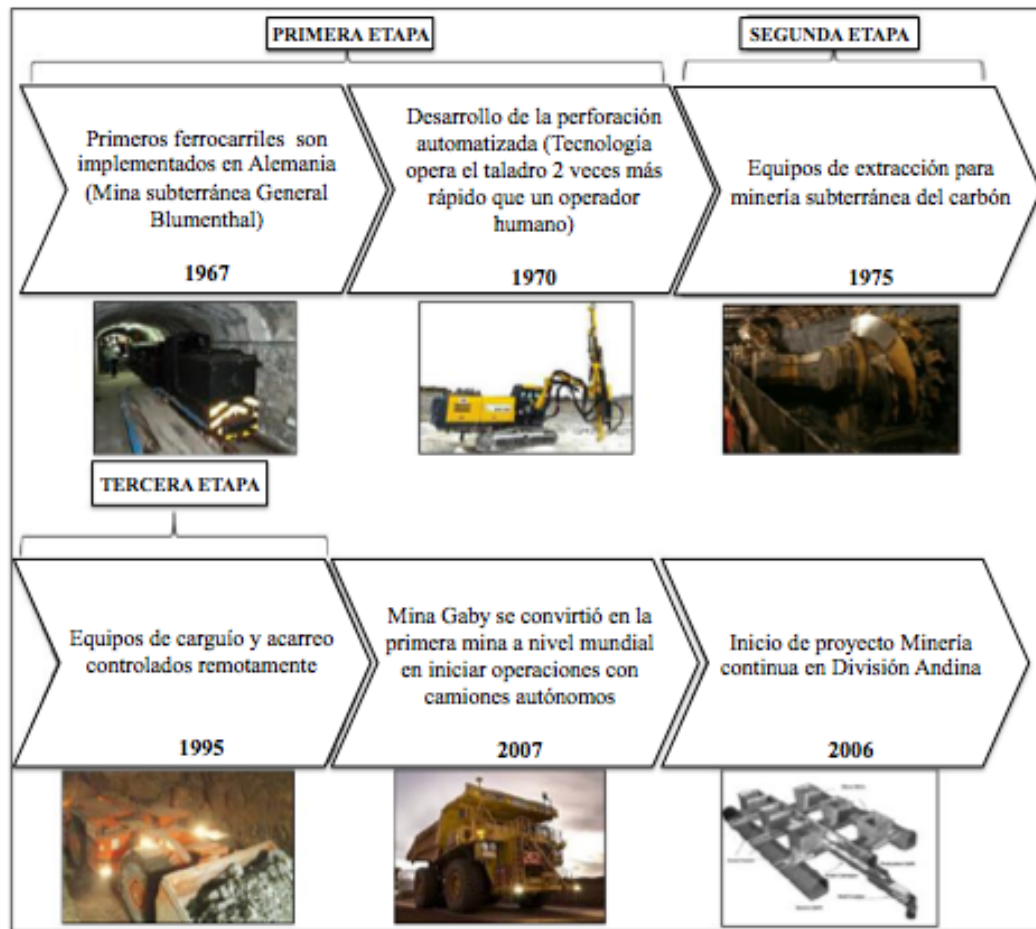 PRIMERA ETAPA
SEGUNDA ETAPA
Primeros ferrocarriles son
implementados en Alemania
(Mina subterránea General
Blumenthal)
1967
Desarrollo de la perforación
automatizada (Tecnología
opera el taladro 2 veces más
rápido que un operador
humano)
1970
Equipos de extracción para
minería subterránea del carbón
1975
TERCERA ETAPA
Equipos de carguío y acarreo
controlados remotamente
1995
Mina Gaby se convirtió en la
primera mina a nivel mundial
en iniciar operaciones con
camiones autónomos
2007
Inicio de proyecto Minería
continua en División Andina
2006